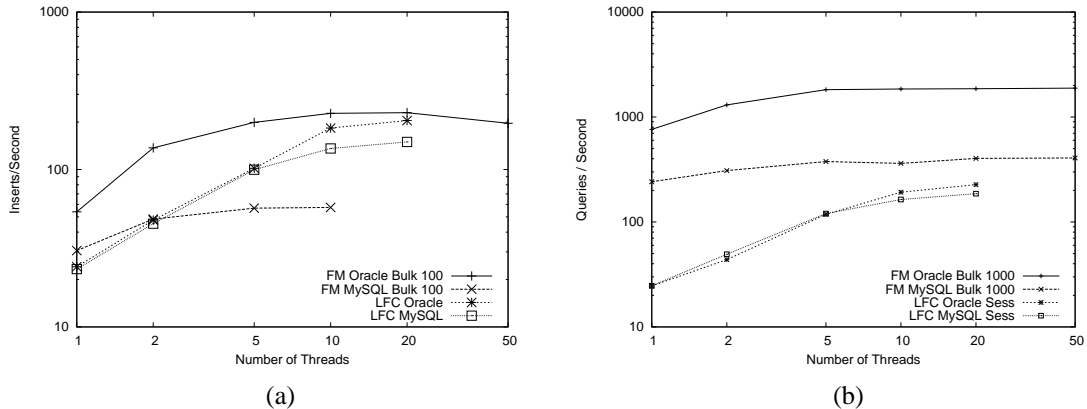 1000
100
10
Inserts/Second
1 2 5 10 20 50
Number of Threads
FM Oracle Bulk 100
FM MySQL Bulk 100
LFC Oracle
LFC MySQL
(a)
10000
1000
100
10
Queries / Second
1 2 5 10 20 50
Number of Threads
FM Oracle Bulk 1000
FM MySQL Bulk 1000
LFC Oracle Sess
LFC MySQL Sess
(b)